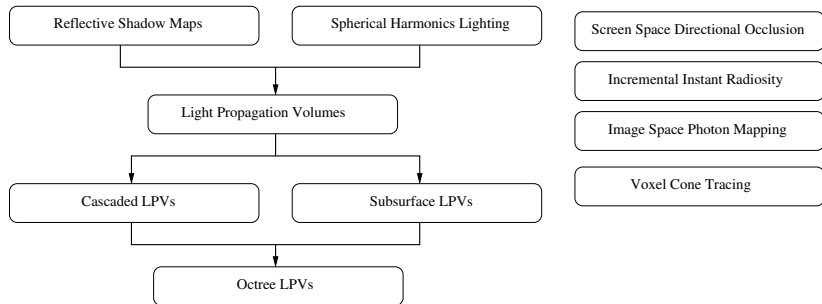 Reflective Shadow Maps
Spherical Harmonics Lighting
Light Propagation Volumes
Cascaded LPVs
Subsurface LPVs
Octree LPVs
Screen Space Directional Occlusion
Incremental Instant Radiosity
Image Space Photon Mapping
Voxel Cone Tracing